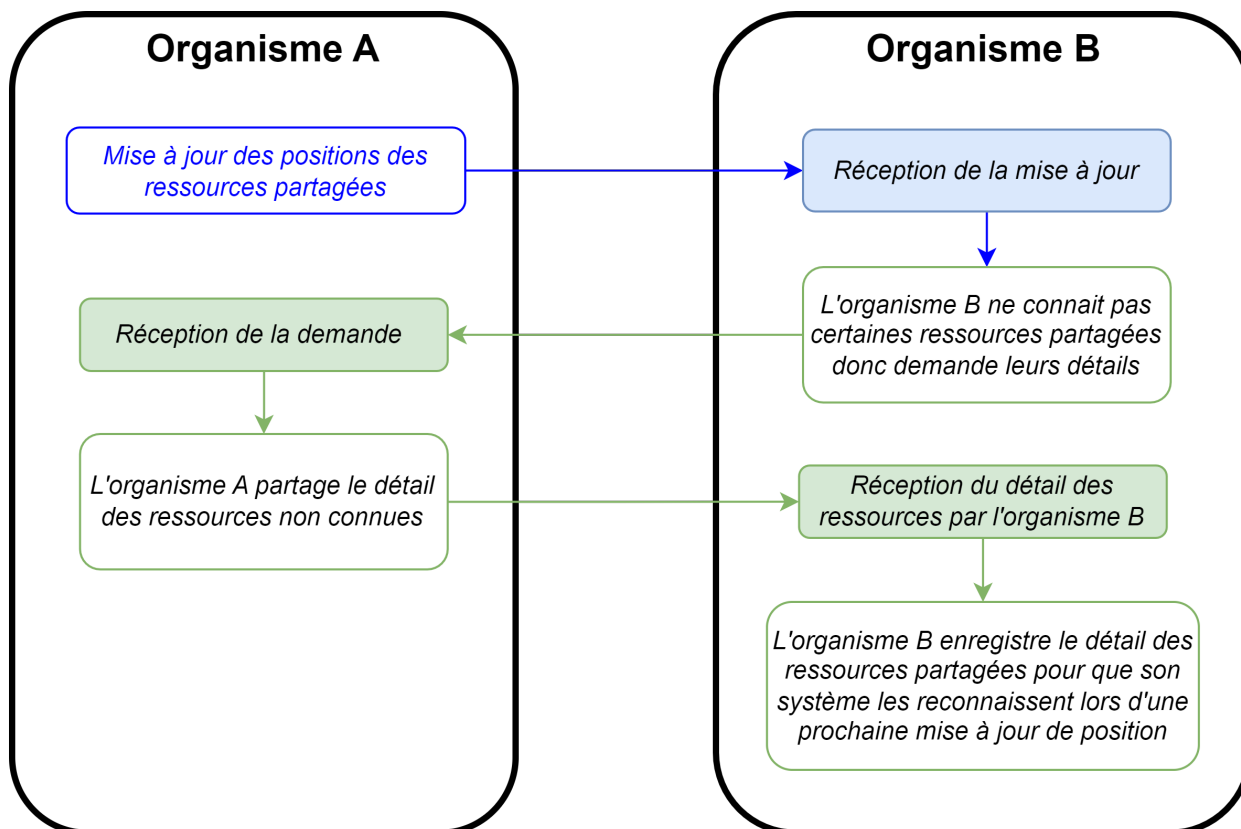 Organisme A
Organisme B
Mise à jour des positions des
ressources partagées
Réception de la mise à jour
L'organisme B ne connait pas
certaines ressources partagées
donc demande leurs détails
Réception de la demande
L'organisme A partage le détail
des ressources non connues
Réception du détail des
ressources par l'organisme B
L'organisme B enregistre le détail des
ressources partagées pour que son
système les reconnaissent lors d'une
prochaine mise à jour de position